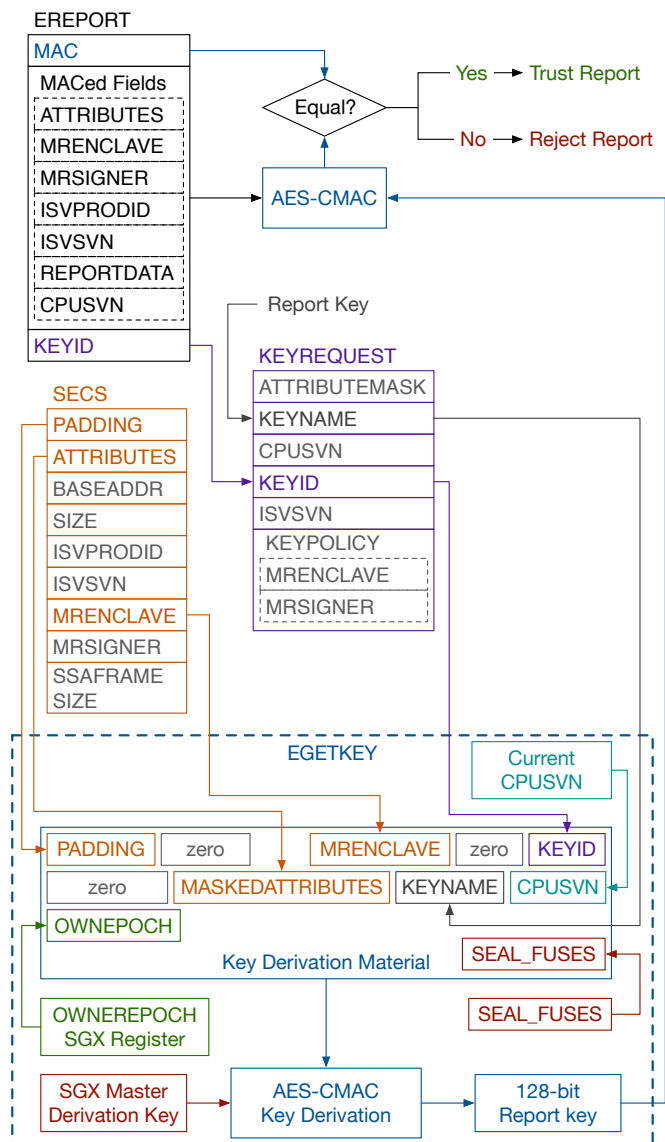 EREPORT
MAC
MACed Fields
ATTRIBUTES
MRENCLAVE
MRSIGNER
ISVPRODID
ISVSVN
REPORTDATA
CPUSVN
KEYID
Equal?
Yes
Trust Report
No
Reject Report
AES-CMAC
Report Key
KEYREQUEST
ATTRIBUTEMASK
KEYNAME
CPUSVN
KEYID
ISVSVN
KEYPOLICY
MRENCLAVE
MRSIGNER
SECS
PADDING
ATTRIBUTES
BASEADDR
SIZE
ISVPRODID
ISVSVN
MRENCLAVE
MRSIGNER
SSAFRAME
SIZE
EGETKEY
Current
CPUSVN
PADDING
zero
MRENCLAVE
zero
KEYID
zero
MASKEDATTRIBUTES
KEYNAME
CPUSVN
OWNEPOCH
SEAL_FUSES
Key Derivation Material
OWNEREPOCH
SGX Register
SEAL_FUSES
SGX Master
Derivation Key
AES-CMAC
Key Derivation
128-bit
Report key